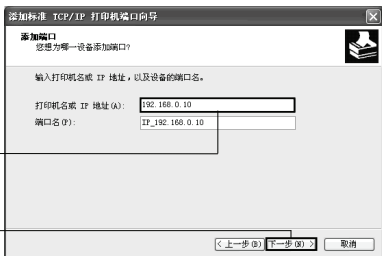 添加标准 TCP/IP 打印机端口向导
添加端口
您想为哪一设备添加端口?
输入打印机名或 IP 地址，以及设备的端口名。
打印机名或 IP 地址(A): 192.168.0.10
端口名(P): IP_192.168.0.10
< 上一步(B) 下一步(N) > 取消